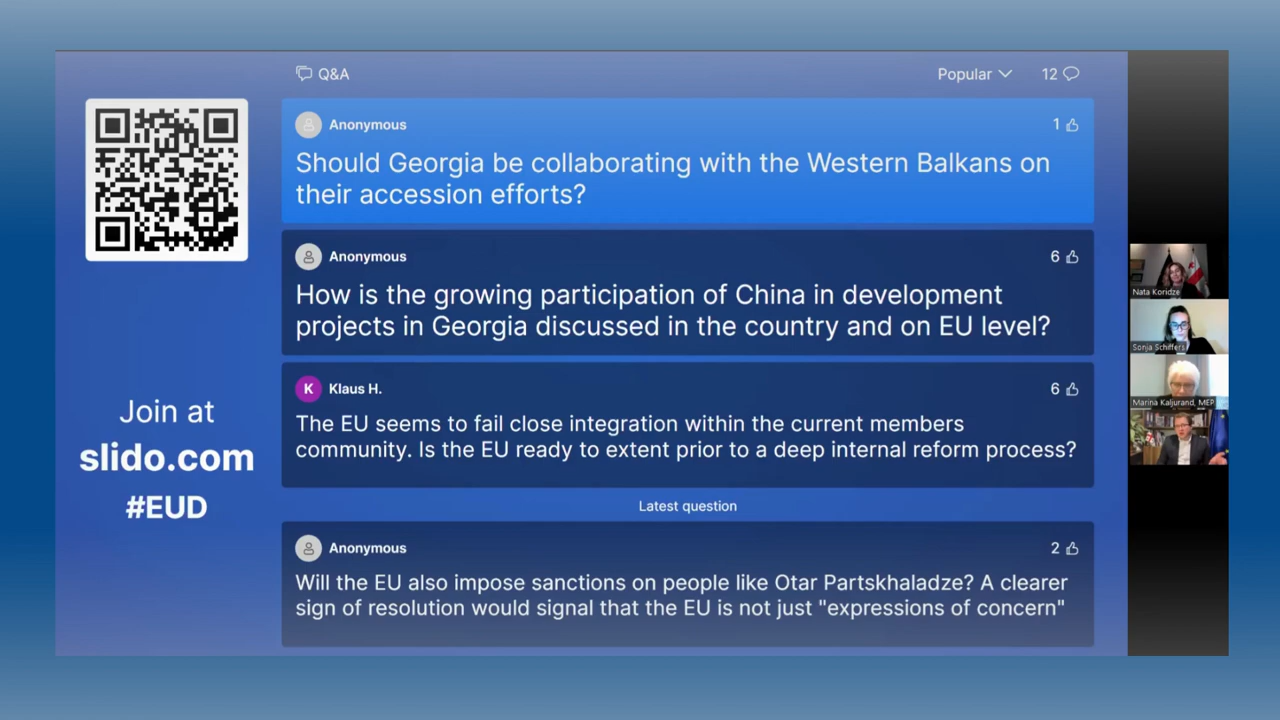 Q&A
Popular
12
Anonymous
1
Should Georgia be collaborating with the Western Balkans on
their accession efforts?
Anonymous
6
How is the growing participation of China in development
projects in Georgia discussed in the country and on EU level?
K
Klaus H.
6
The EU seems to fail close integration within the current members
community. Is the EU ready to extent prior to a deep internal reform process?
Latest question
Anonymous
2
Will the EU also impose sanctions on people like Otar Partskhaladze? A clearer
sign of resolution would signal that the EU is not just "expressions of concern"
Join at
slido.com
#EUD
Nata Koridze
Sonja Schiffers
Marina Kaljurand, MEP